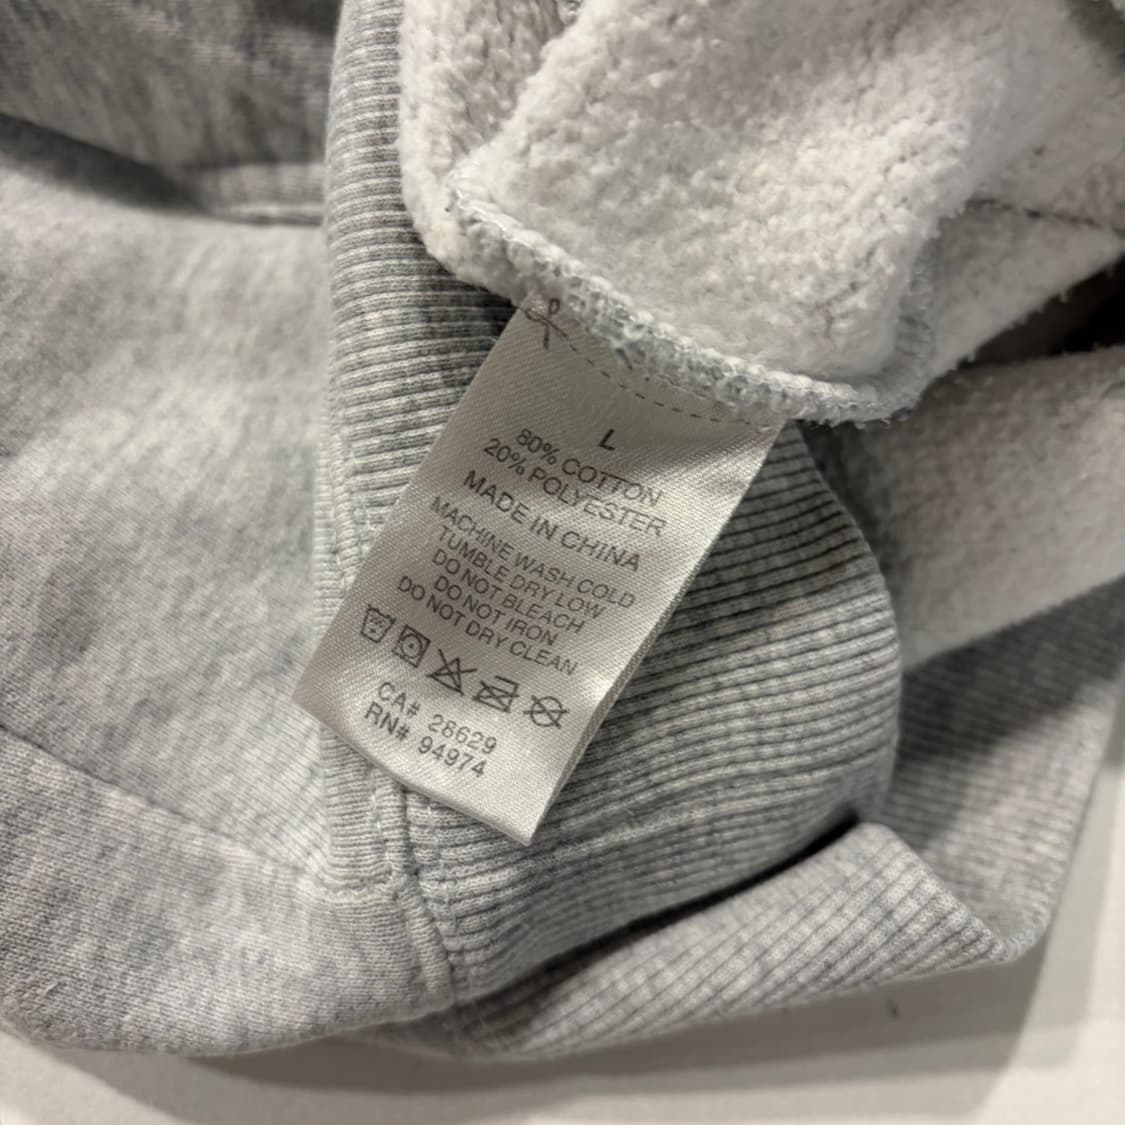 L
80% COTTON
20% POLYESTER
MADE IN CHINA
MACHINE WASH COLD
TUMBLE DRY LOW
DO NOT BLEACH
DO NOT IRON
DO NOT DRY CLEAN
CA# 28629
RN# 94974